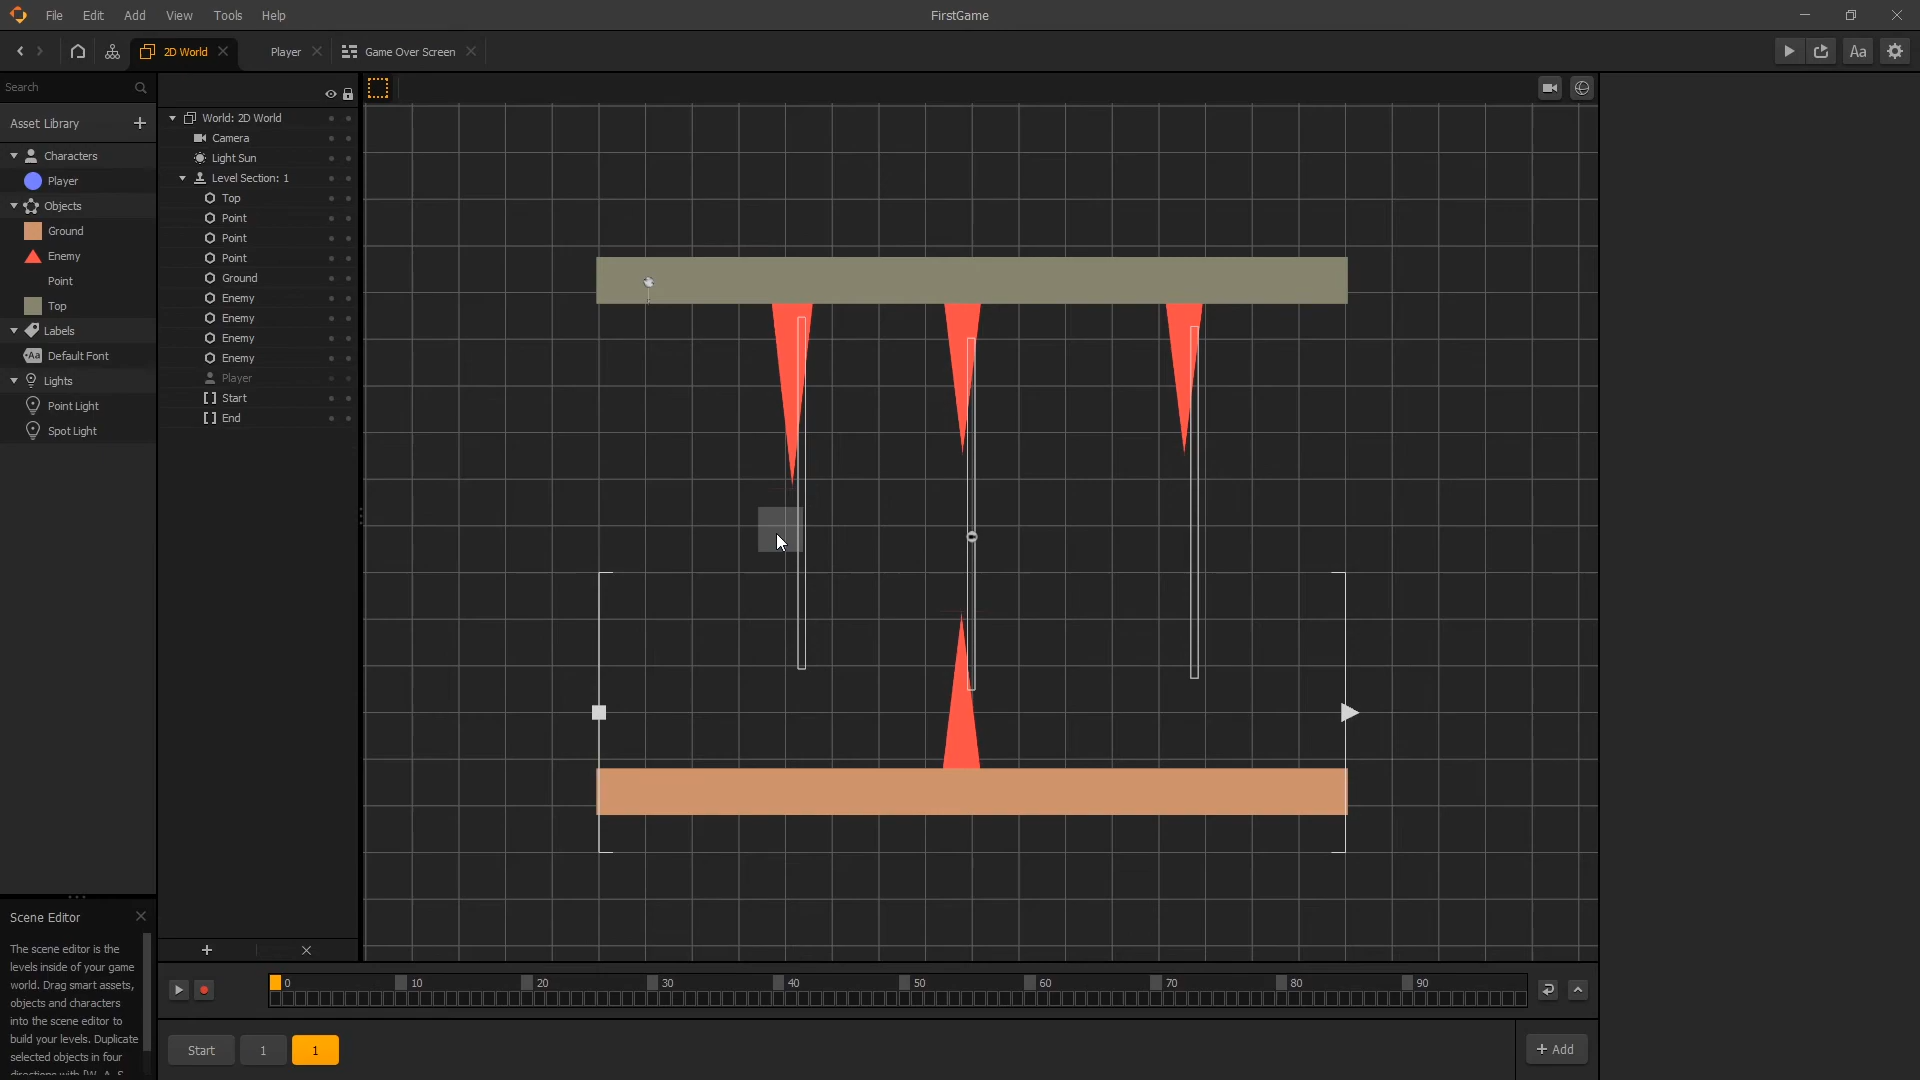 File Edit Add View Tools Help
FirstGame
2D World
Player
Game Over Screen
Aa
Search
Asset Library
Characters
Player
Objects
Ground
Enemy
Point
Top
Labels
Aa Default Font
Lights
Point Light
Spot Light
World: 2D World
Camera
Light Sun
Level Section: 1
Top
Point
Point
Point
Ground
Enemy
Enemy
Enemy
Enemy
Player
Start
End
Scene Editor
The scene editor is the
levels inside of your game
world. Drag smart assets,
objects and characters
into the scene editor to
build your levels. Duplicate
selected objects in four
directions with [W, A, S,
0 10 20 30 40 50 60 70 80 90
Start 1 1
+ Add